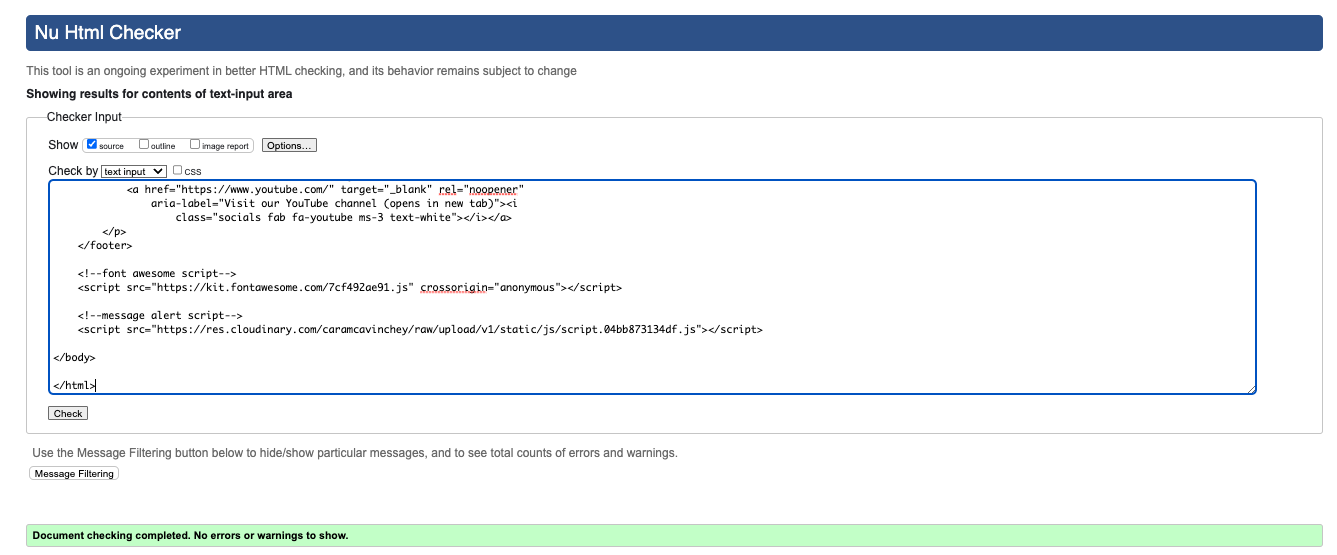 Nu Html Checker
This tool is an ongoing experiment in better HTML checking, and its behavior remains subject to change
Showing results for contents of text-input area
Checker Input
Show source outline image report Options...
Check by text input css
<a href="https://www.youtube.com/" target="_blank" rel="noopener"
aria-label="Visit our YouTube channel (opens in new tab)"><i
class="socials fab fa-youtube ms-3 text-white"></i></a>
</p>
</footer>
<!--font awesome script-->
<script src="https://kit.fontawesome.com/7cf492ae91.js" crossorigin="anonymous"></script>
<!--message alert script-->
<script src="https://res.cloudinary.com/caramcavinchey/raw/upload/v1/static/js/script.04bb873134df.js"></script>
</body>
</html>
Check
Use the Message Filtering button below to hide/show particular messages, and to see total counts of errors and warnings.
Message Filtering
Document checking completed. No errors or warnings to show.